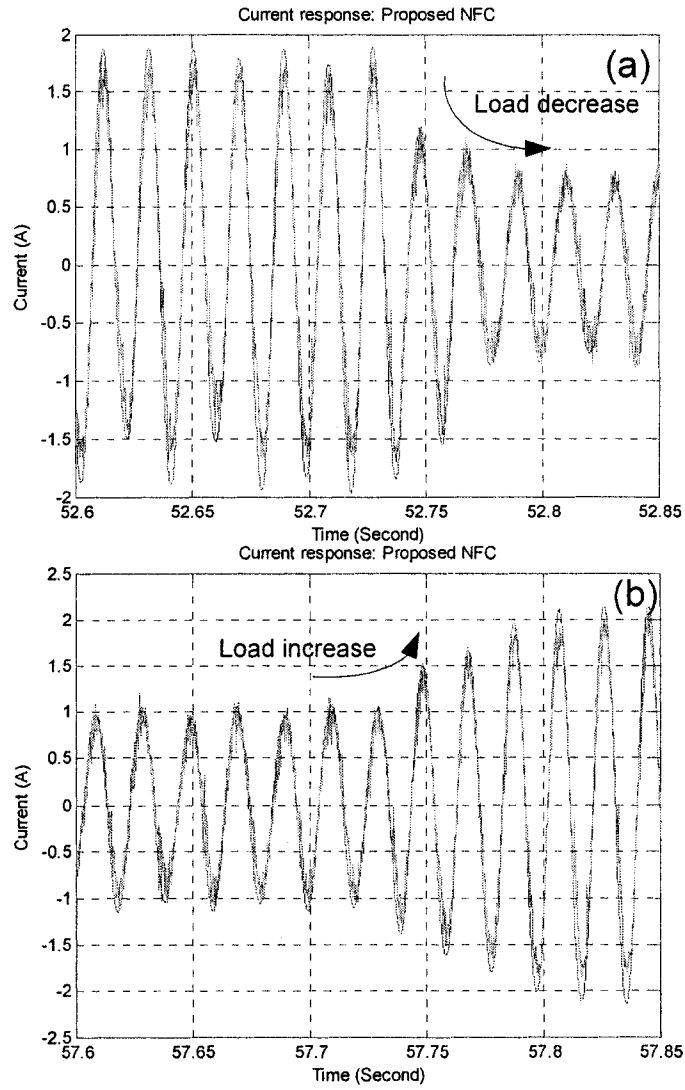 Current response: Proposed NFC
2
(a)
1.5
Load decrease
1
0.5
0
-0.5
-1
-1.5
-2
Current (A)
52.6 52.65 52.7 52.75 52.8 52.85
Time (Second)
Current response: Proposed NFC
2.5
(b)
2
Load increase
1.5
1
0.5
0
-0.5
-1
-1.5
-2
-2.5
Current (A)
57.6 57.65 57.7 57.75 57.8 57.85
Time (Second)